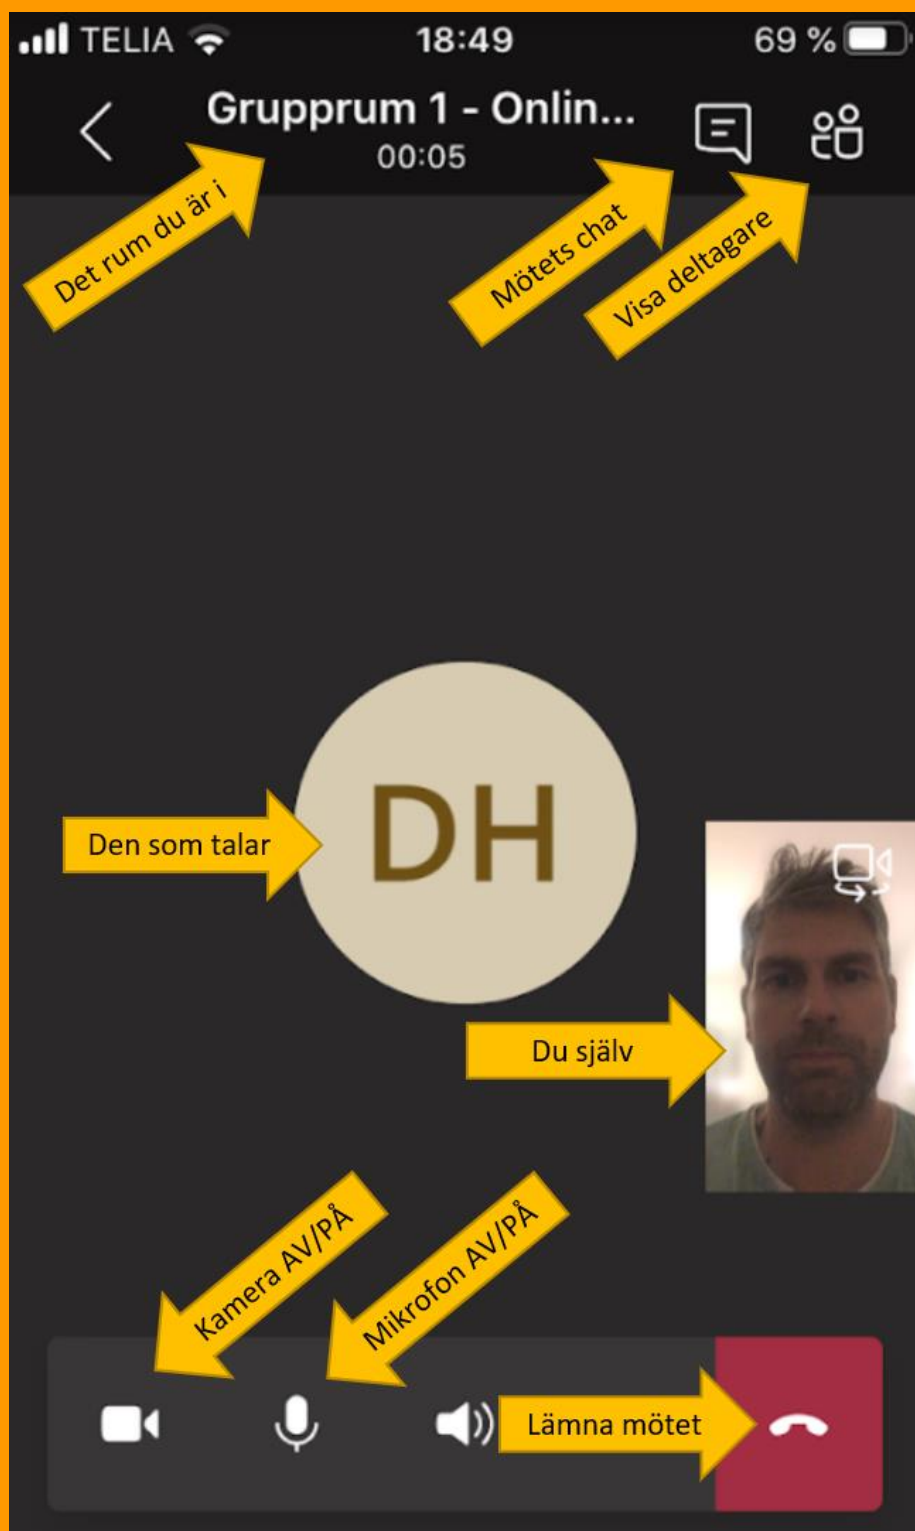 TELIA
18:49
69 %
Grupprum 1 - Onlin...
00:05
Det rum du är i
Mötets chat
Visa deltagare
DH
Den som talar
Du själv
Kamera AV/PÅ
Mikrofon AV/PÅ
Lämna mötet